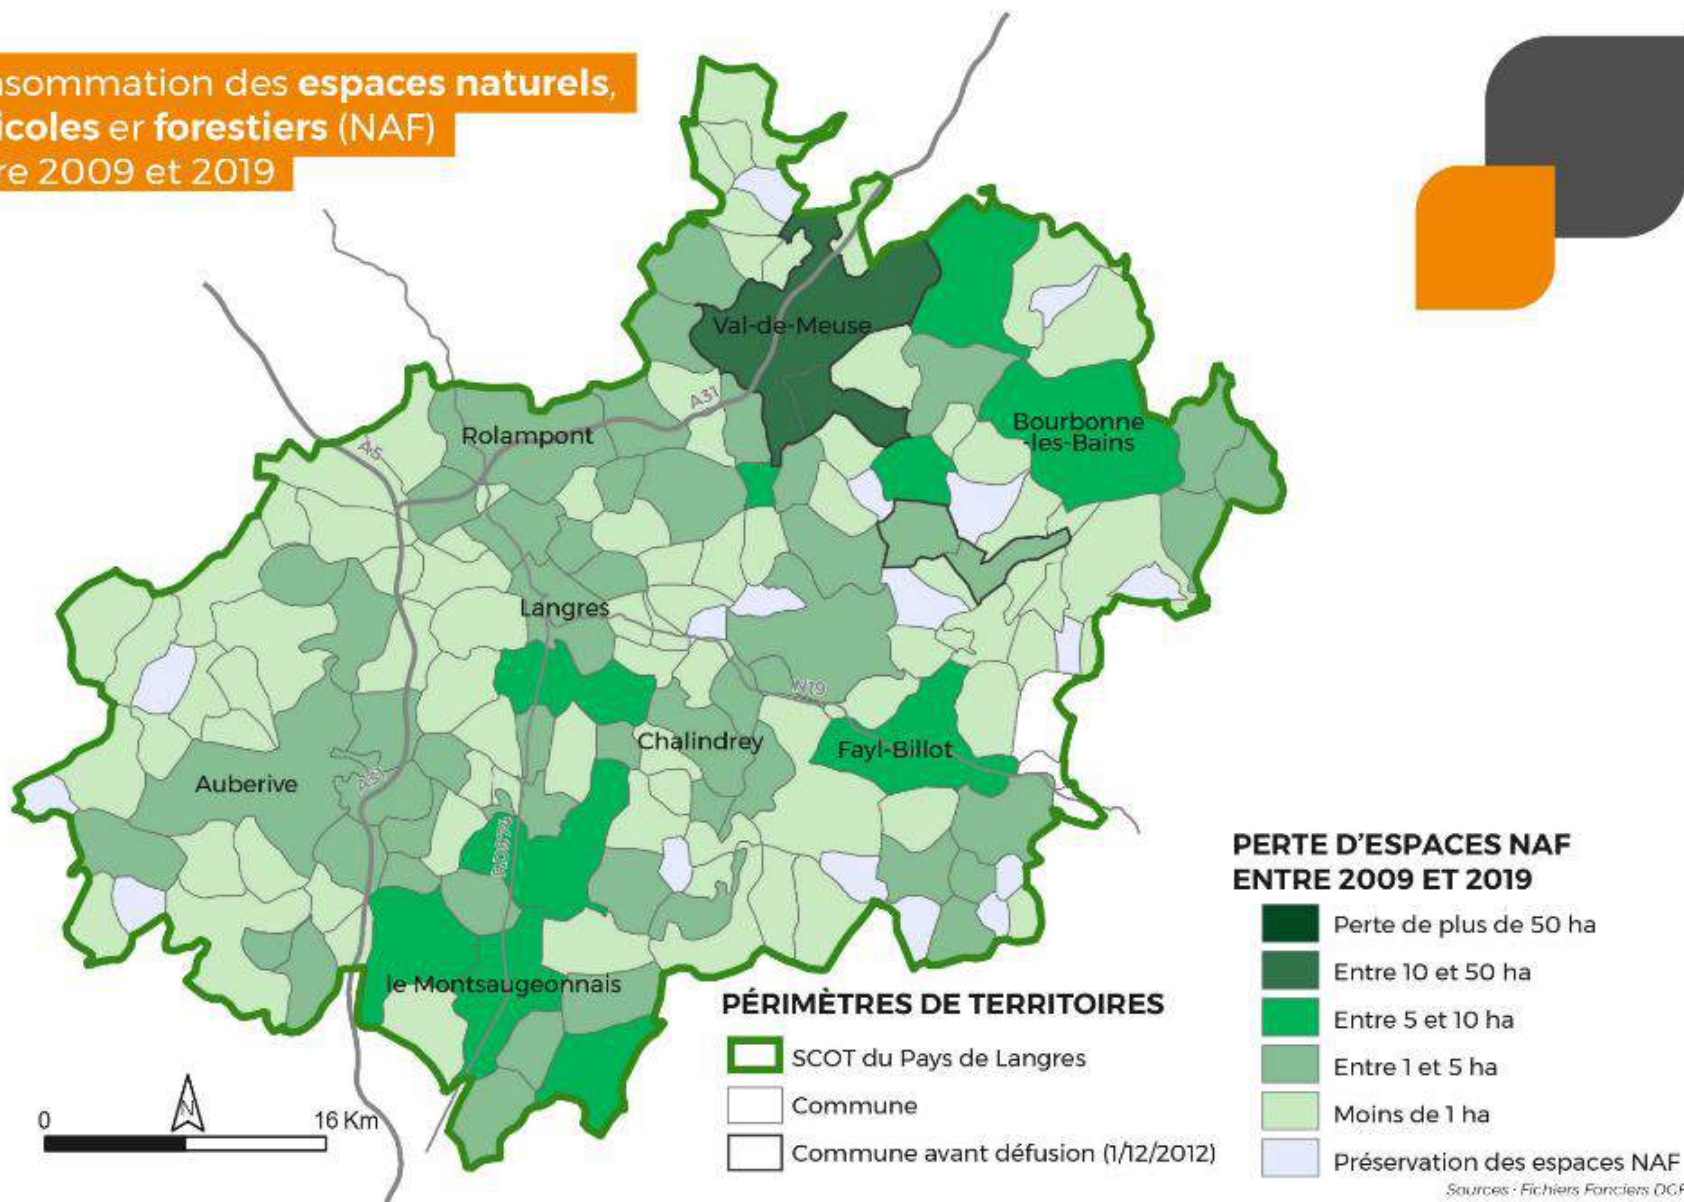 nsommation des espaces naturels,
icoles er forestiers (NAF)
re 2009 et 2019
Val-de-Meuse
A31
Rolampont
A5
Bourbonne
-les-Bains
Langres
N19
Chalindrey
Fayl-Billot
Auberive
A31
le Montsaugeonnais
PERTE D'ESPACES NAF
ENTRE 2009 ET 2019
Perte de plus de 50 ha
Entre 10 et 50 ha
Entre 5 et 10 ha
Entre 1 et 5 ha
Moins de 1 ha
Préservation des espaces NAF
PÉRIMÈTRES DE TERRITOIRES
SCOT du Pays de Langres
Commune
Commune avant défusion (1/12/2012)
0 16 Km
N
Sources : Fichiers Fonciers DGF